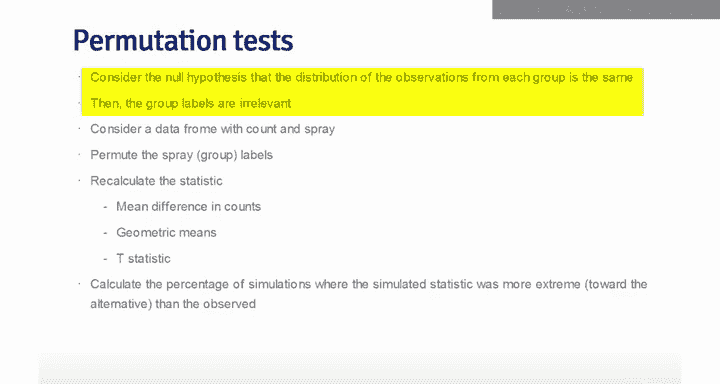 Permutation tests
· Consider the null hypothesis that the distribution of the observations from each group is the same
· Then, the group labels are irrelevant
· Consider a data frome with count and spray
· Permute the spray (group) labels
· Recalculate the statistic
- Mean difference in counts
- Geometric means
- T statistic
· Calculate the percentage of simulations where the simulated statistic was more extreme (toward the
alternative) than the observed